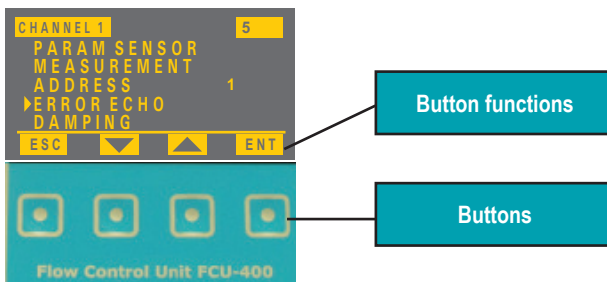 CHANNEL 1 5
PARAM SENSOR
MEASUREMENT
ADDRESS 1
ERROR ECHO
DAMPING
ESC ENT
Button functions
Buttons
Flow Control Unit FCU-400